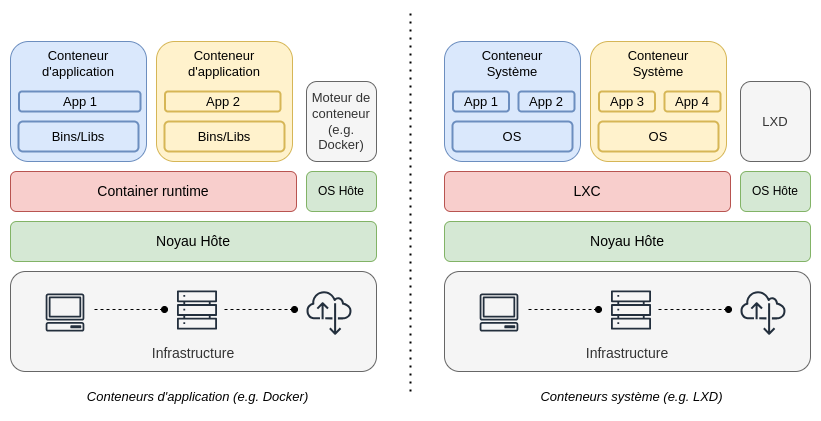 Conteneur
d'application
App 1
Bins/Libs
Conteneur
d'application
App 2
Bins/Libs
Moteur de
conteneur
(e.g.
Docker)
Container runtime
OS Hôte
Noyau Hôte
Infrastructure
Conteneurs d'application (e.g. Docker)
Conteneur
Système
App 1
App 2
OS
Conteneur
Système
App 3
App 4
OS
LXD
LXC
OS Hôte
Noyau Hôte
Infrastructure
Conteneurs système (e.g. LXD)